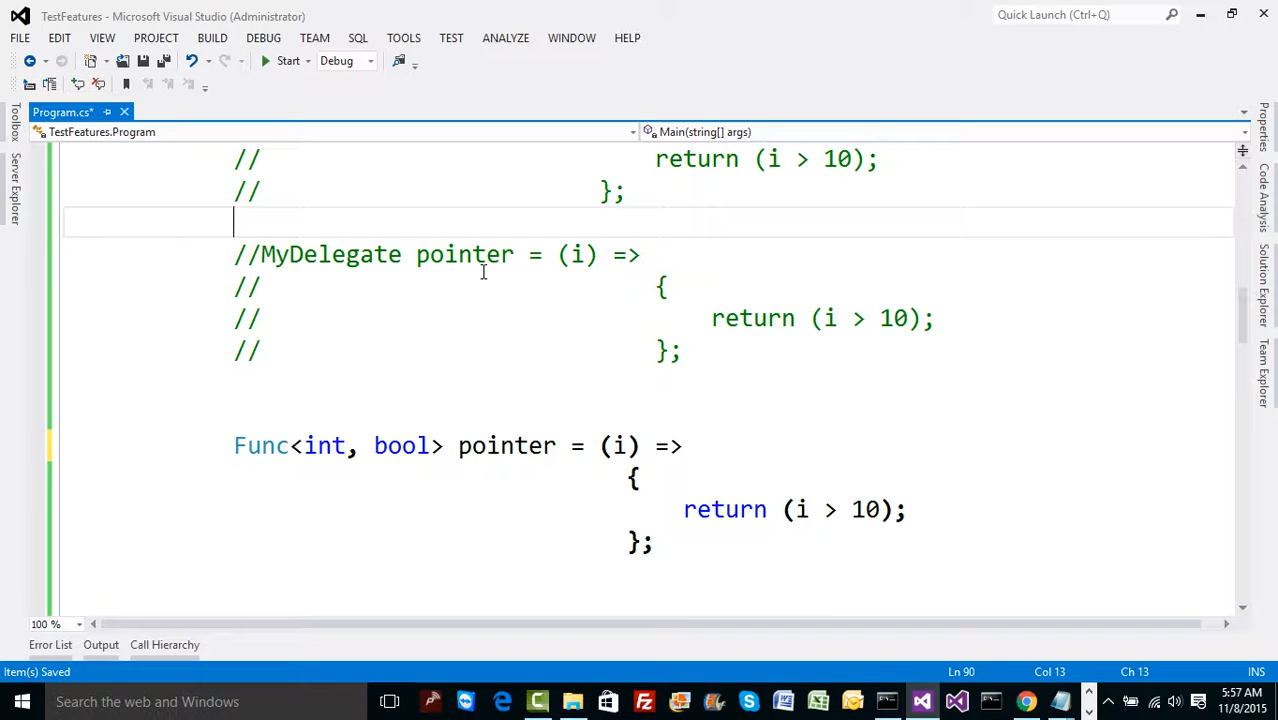 TestFeatures - Microsoft Visual Studio (Administrator)
Quick Launch (Ctrl+Q)
FILE EDIT VIEW PROJECT BUILD DEBUG TEAM SQL TOOLS TEST ANALYZE WINDOW HELP
Start Debug
Program.cs*
TestFeatures.Program
Main(string[] args)
Toolbox
Server Explorer
// return (i > 10);
// };
//MyDelegate pointer = (i) =>
// {
// return (i > 10);
// };
Func<int, bool> pointer = (i) =>
{
return (i > 10);
};
Properties
Code Analysis
Solution Explorer
Team Explorer
100 %
Error List Output Call Hierarchy
Item(s) Saved
Ln 90 Col 13 Ch 13 INS
Search the web and Windows
5:57 AM
11/8/2015